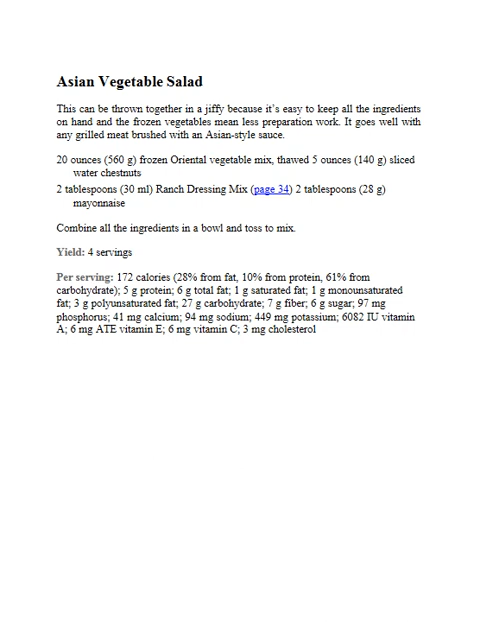 Asian Vegetable Salad
This can be thrown together in a jiffy because it's easy to keep all the ingredients
on hand and the frozen vegetables mean less preparation work. It goes well with
any grilled meat brushed with an Asian-style sauce.
20 ounces (560 g) frozen Oriental vegetable mix, thawed 5 ounces (140 g) sliced
water chestnuts
2 tablespoons (30 ml) Ranch Dressing Mix (page 34) 2 tablespoons (28 g)
mayonnaise
Combine all the ingredients in a bowl and toss to mix.
Yield: 4 servings
Per serving: 172 calories (28% from fat, 10% from protein, 61% from
carbohydrate); 5 g protein; 6 g total fat; 1 g saturated fat; 1 g monounsaturated
fat; 3 g polyunsaturated fat; 27 g carbohydrate; 7 g fiber; 6 g sugar; 97 mg
phosphorus; 41 mg calcium; 94 mg sodium; 449 mg potassium; 6082 IU vitamin
A; 6 mg ATE vitamin E; 6 mg vitamin C; 3 mg cholesterol